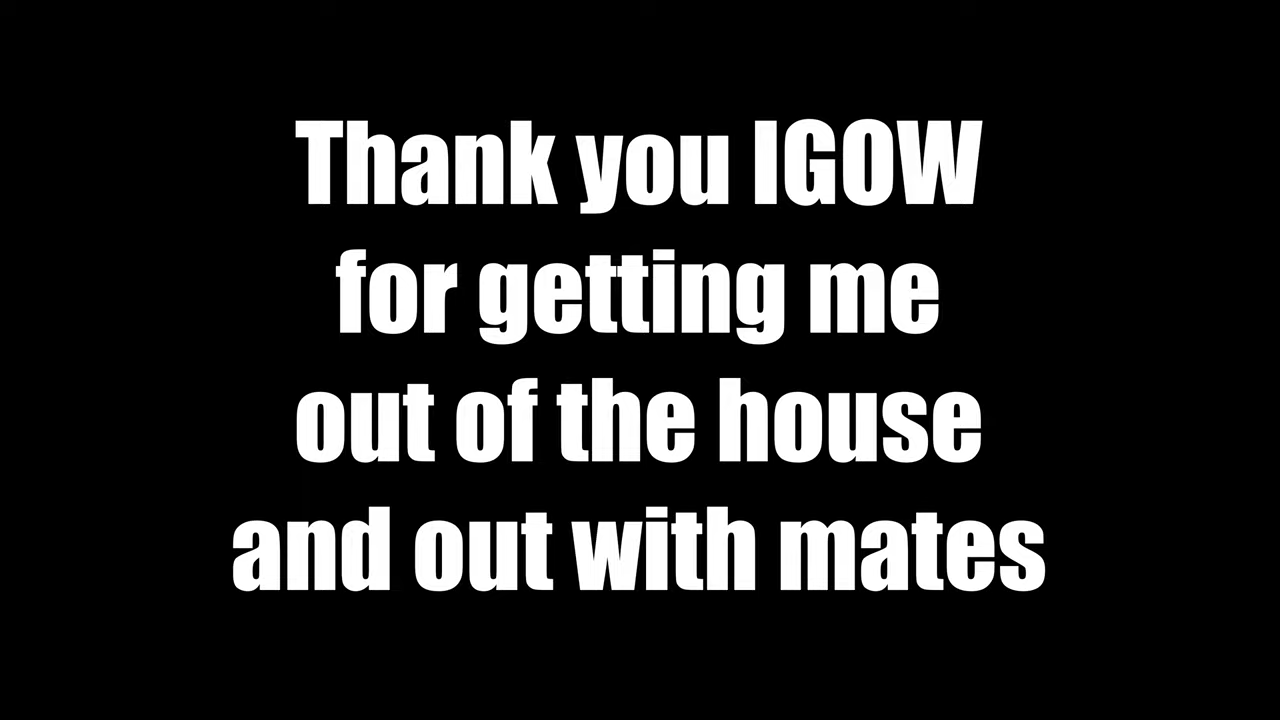 Thank you IGOW
for getting me
out of the house
and out with mates